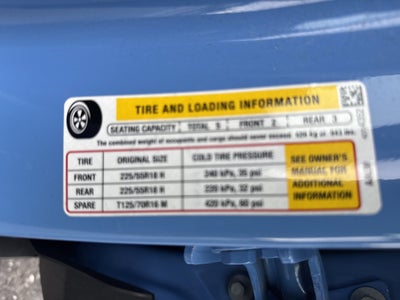 TIRE AND LOADING INFORMATION
SEATING CAPACITY TOTAL 5 FRONT 2 REAR 3
The combined weight of occupants and cargo should never exceed 428 kg or 943 lbs.
TIRE ORIGINAL SIZE COLD TIRE PRESSURE SEE OWNER'S MANUAL FOR ADDITIONAL INFORMATION
FRONT 225/55R18 H 240 kPa, 35 psi
REAR 225/55R18 H 220 kPa, 32 psi
SPARE T125/70R16 M 420 kPa, 60 psi